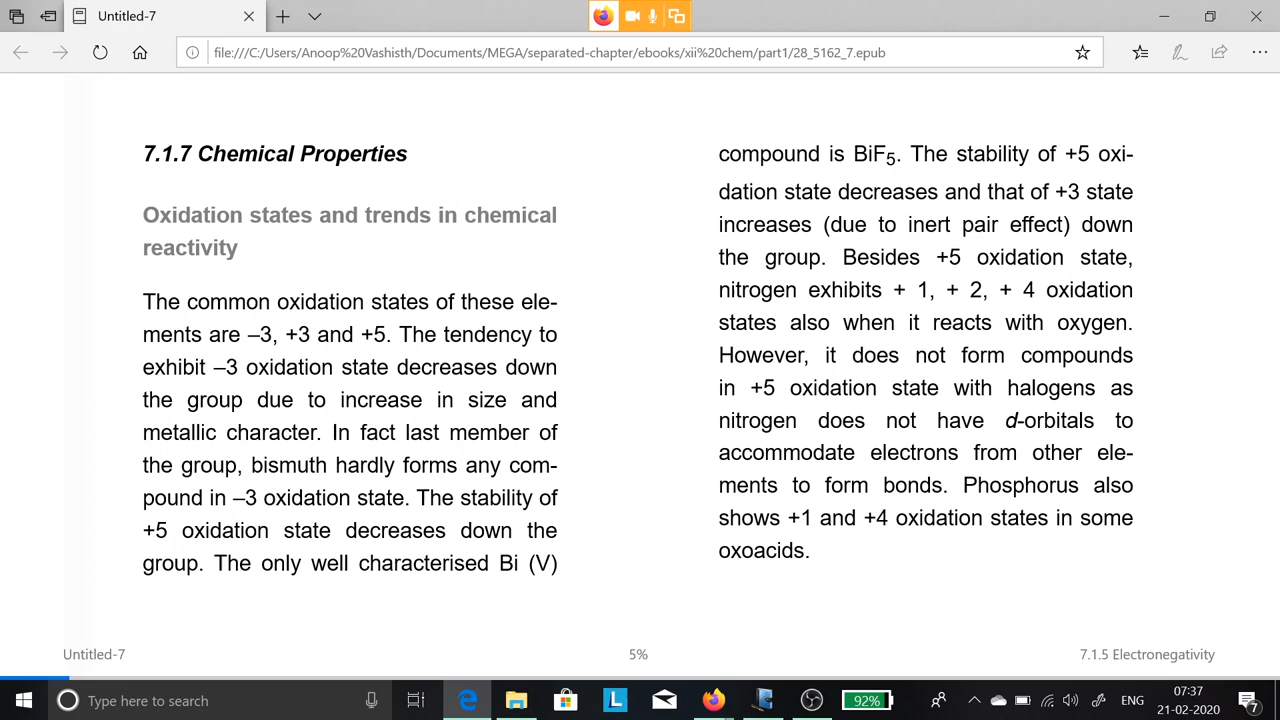 Untitled-7
file:///C:/Users/Anoop%20Vashisth/Documents/MEGA/separated-chapter/ebooks/xii%20chem/part1/28_5162_7.epub
7.1.7 Chemical Properties
Oxidation states and trends in chemical
reactivity
The common oxidation states of these ele-
ments are –3, +3 and +5. The tendency to
exhibit –3 oxidation state decreases down
the group due to increase in size and
metallic character. In fact last member of
the group, bismuth hardly forms any com-
pound in –3 oxidation state. The stability of
+5 oxidation state decreases down the
group. The only well characterised Bi (V)
compound is BiF5. The stability of +5 oxi-
dation state decreases and that of +3 state
increases (due to inert pair effect) down
the group. Besides +5 oxidation state,
nitrogen exhibits + 1, + 2, + 4 oxidation
states also when it reacts with oxygen.
However, it does not form compounds
in +5 oxidation state with halogens as
nitrogen does not have d-orbitals to
accommodate electrons from other ele-
ments to form bonds. Phosphorus also
shows +1 and +4 oxidation states in some
oxoacids.
Untitled-7
5%
7.1.5 Electronegativity
Type here to search
L
92%
ENG
07:37
21-02-2020
7